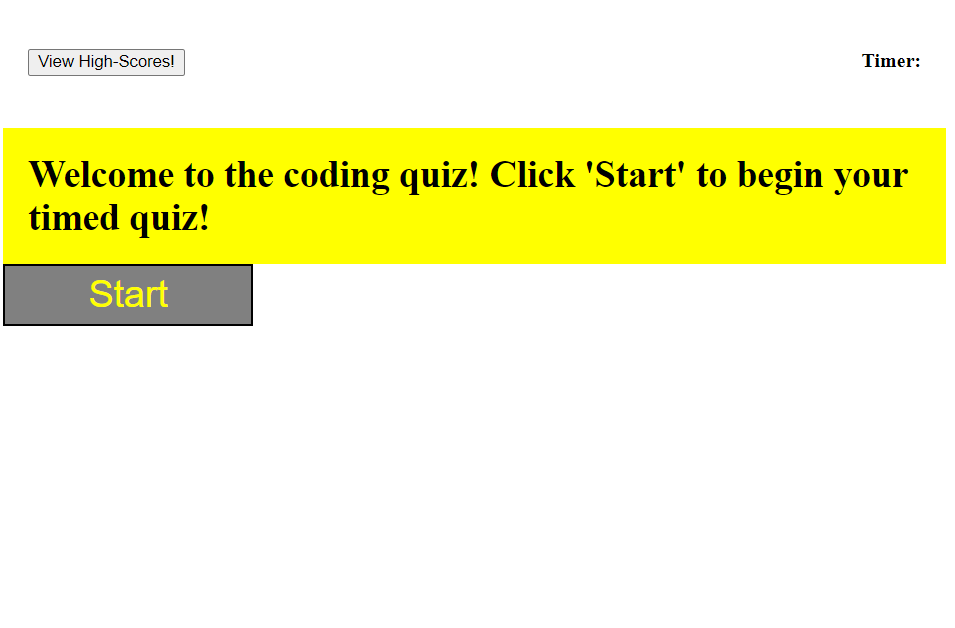 View High-Scores!
Timer:
Welcome to the coding quiz! Click 'Start' to begin your
timed quiz!
Start